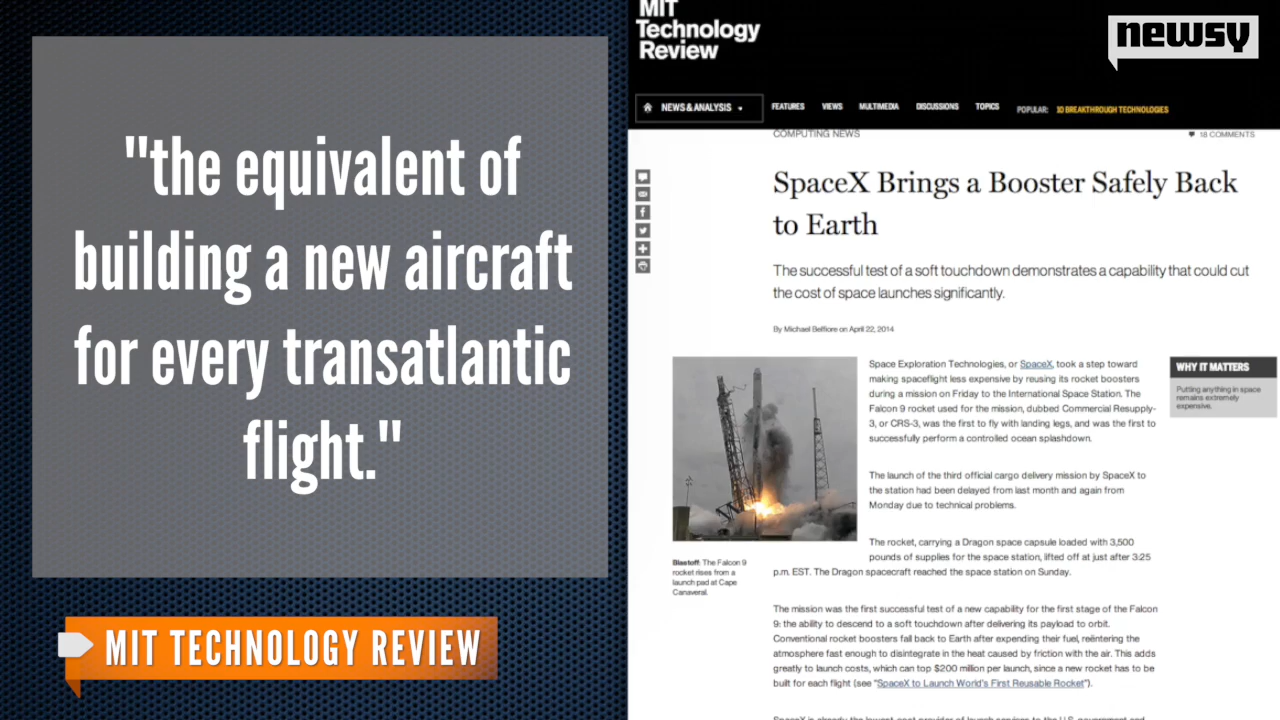 "the equivalent of
building a new aircraft
for every transatlantic
flight."
MIT TECHNOLOGY REVIEW
newsy
MIT
Technology
Review
NEWS & ANALYSIS
FEATURES VIEWS MULTIMEDIA DISCUSSIONS TOPICS POPULAR: 10 BREAKTHROUGH TECHNOLOGIES
COMPUTING NEWS
18 COMMENTS
SpaceX Brings a Booster Safely Back
to Earth
The successful test of a soft touchdown demonstrates a capability that could cut
the cost of space launches significantly.
By Michael Belfiore on April 22, 2014
Space Exploration Technologies, or SpaceX, took a step toward
making spaceflight less expensive by reusing its rocket boosters
during a mission on Friday to the International Space Station. The
Falcon 9 rocket used for the mission, dubbed Commercial Resupply-
3, or CRS-3, was the first to fly with landing legs, and was the first to
successfully perform a controlled ocean splashdown.
The launch of the third official cargo delivery mission by SpaceX to
the station had been delayed from last month and again from
Monday due to technical problems.
The rocket, carrying a Dragon space capsule loaded with 3,500
pounds of supplies for the space station, lifted off at just after 3:25
p.m. EST. The Dragon spacecraft reached the space station on Sunday.
The mission was the first successful test of a new capability for the first stage of the Falcon
9: the ability to descend to a soft touchdown after delivering its payload to orbit.
Conventional rocket boosters fall back to Earth after expending their fuel, reëntering the
atmosphere fast enough to disintegrate in the heat caused by friction with the air. This adds
greatly to launch costs, which can top $200 million per launch, since a new rocket has to be
built for each flight (see "SpaceX to Launch World's First Reusable Rocket").
SpaceX is already the lowest-cost provider of launch services to the U.S. government and
Blastoff: The Falcon 9
rocket rises from a
launch pad at Cape
Canaveral.
WHY IT MATTERS
Putting anything in space
remains extremely
expensive.